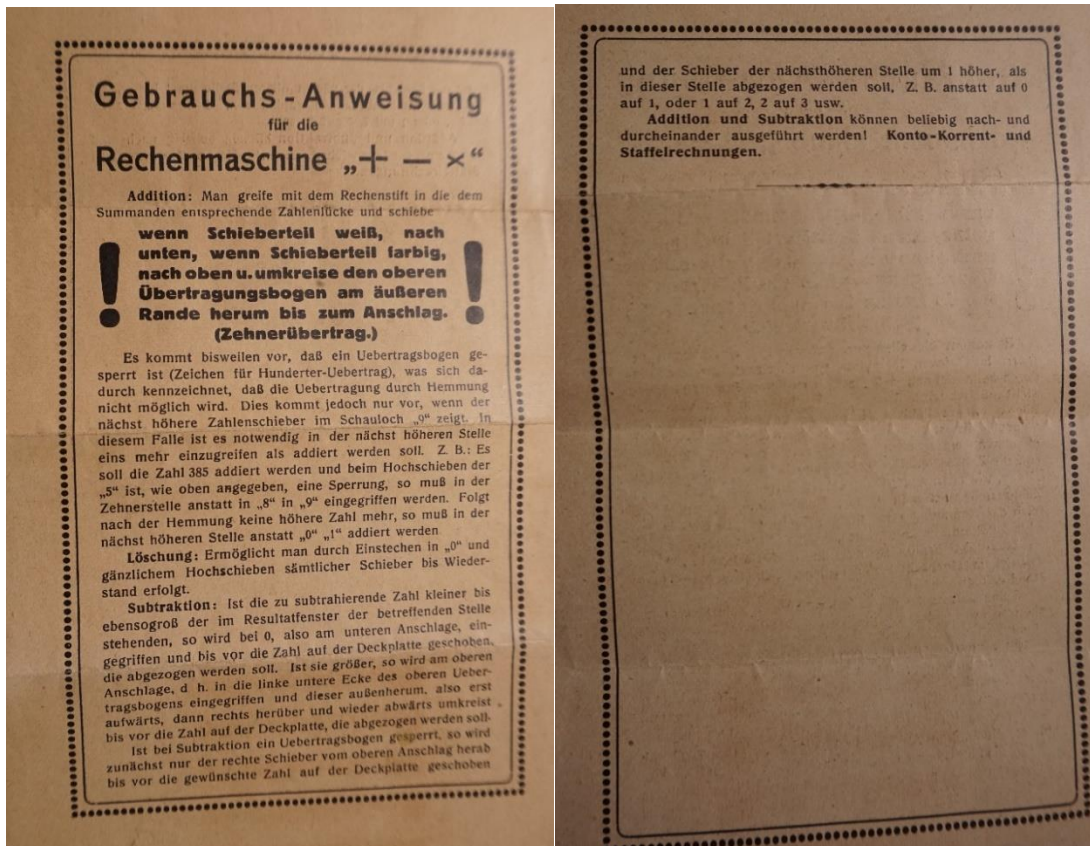 Gebrauchs-Anweisung
für die
Rechenmaschine „+ — ×“
Addition: Man greife mit dem Rechenstift in die dem
Summanden entsprechende Zahlenlücke und schiebe
! wenn Schieberteil weiß, nach !
unten, wenn Schieberteil farbig,
nach oben u. umkreise den oberen
Übertragungsbogen am äußeren
Rande herum bis zum Anschlag.
(Zehnerübertrag.)
Es kommt bisweilen vor, daß ein Uebertragsbogen ge-
sperrt ist (Zeichen für Hunderter-Uebertrag), was sich da-
durch kennzeichnet, daß die Uebertragung durch Hemmung
nicht möglich wird. Dies kommt jedoch nur vor, wenn der
nächst höhere Zahlenschieber im Schauloch „9“ zeigt. In
diesem Falle ist es notwendig in der nächst höheren Stelle
eins mehr einzugreifen als addiert werden soll. Z. B.: Es
soll die Zahl 385 addiert werden und beim Hochschieben der
„5“ ist, wie oben angegeben, eine Sperrung, so muß in der
Zehnerstelle anstatt in „8“ in „9“ eingegriffen werden. Folgt
nach der Hemmung keine höhere Zahl mehr, so muß in der
nächst höheren Stelle anstatt „0“ „1“ addiert werden
Löschung: Ermöglicht man durch Einstechen in „0“ und
gänzlichem Hochschieben sämtlicher Schieber bis Wieder-
stand erfolgt.
Subtraktion: Ist die zu subtrahierende Zahl kleiner bis
ebensogroß der im Resultatfenster der betreffenden Stelle
einstehenden, so wird bei 0, also am unteren Anschlage, ein-
gegriffen und bis vor die Zahl auf der Deckplatte geschoben,
die abgezogen werden soll. Ist sie größer, so wird am oberen
Anschlage, d h. in die linke untere Ecke des oberen Ueber-
tragsbogens eingegriffen und dieser außenherum, also erst
aufwärts, dann rechts herüber und wieder abwärts umkreist
bis vor die Zahl auf der Deckplatte, die abgezogen werden soll.
Ist bei Subtraktion ein Uebertragsbogen gesperrt, so wird
zunächst nur der rechte Schieber vom oberen Anschlag herab
bis vor die gewünschte Zahl auf der Deckplatte geschoben
und der Schieber der nächsthöheren Stelle um 1 höher, als
in dieser Stelle abgezogen werden soll, Z. B. anstatt auf 0
auf 1, oder 1 auf 2, 2 auf 3 usw.
Addition und Subtraktion können beliebig nach- und
durcheinander ausgeführt werden! Konto-Korrent- und
Staffelrechnungen.